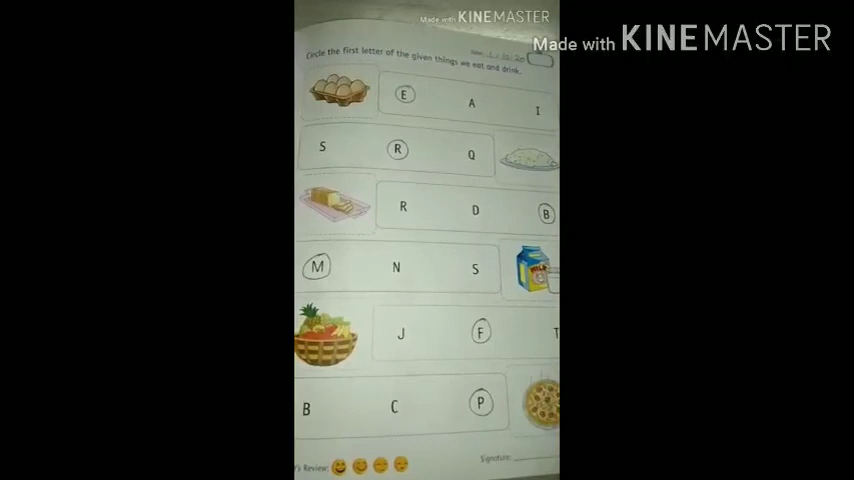 Made with KINEMASTER
Made with KINEMASTER
Circle the first letter of the given things we eat and drink.
E A I
S R Q
R D B
M N S
MILK
J F T
B C P
's Review:
Signature: